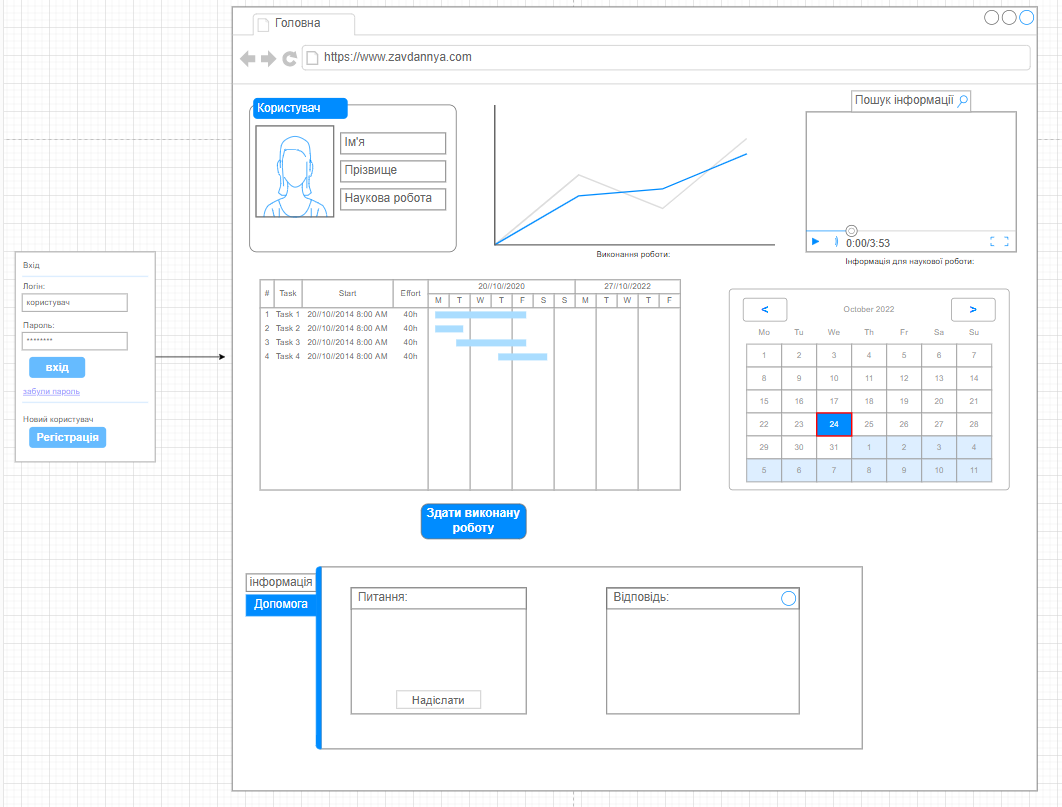 Головна
https://www.zavdannya.com
Користувач
Ім'я
Прізвище
Наукова робота
Виконання роботи:
Пошук інформації
0:00/3:53
Інформація для наукової роботи:
Вхід
Логін:
користувач
Пароль:
********
вхід
забули пароль
Новий користувач
Регістрація
# Task Start Effort 20//10//2020 27//10//2022
M T W T F S S M T W T F
1 Task 1 20//10//2014 8:00 AM 40h
2 Task 2 20//10//2014 8:00 AM 40h
3 Task 3 20//10//2014 8:00 AM 40h
4 Task 4 20//10//2014 8:00 AM 40h
< October 2022 >
Mo Tu We Th Fr Sa Su
1 2 3 4 5 6 7
8 9 10 11 12 13 14
15 16 17 18 19 20 21
22 23 24 25 26 27 28
29 30 31 1 2 3 4
5 6 7 8 9 10 11
Здати виконану
роботу
інформація
Допомога
Питання:
Надіслати
Відповідь: